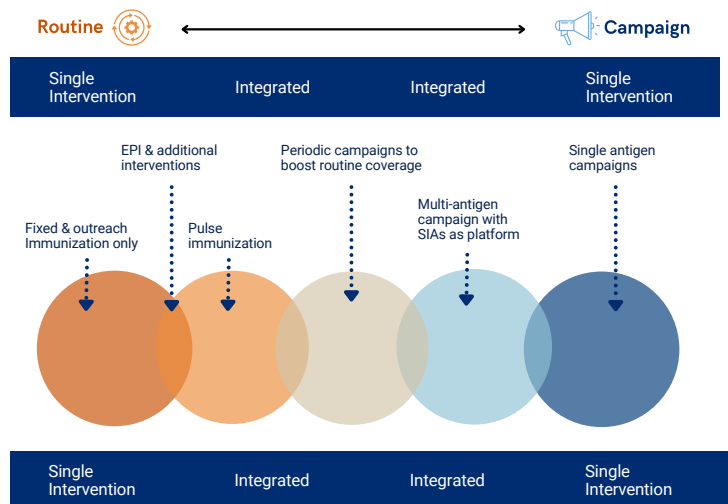 Routine
Campaign
Single
Intervention
Integrated
Integrated
Single
Intervention
EPI & additional
interventions
Periodic campaigns to
boost routine coverage
Single antigen
campaigns
Fixed & outreach
Immunization only
Pulse
immunization
Multi-antigen
campaign with
SIAs as platform
Single
Intervention
Integrated
Integrated
Single
Intervention